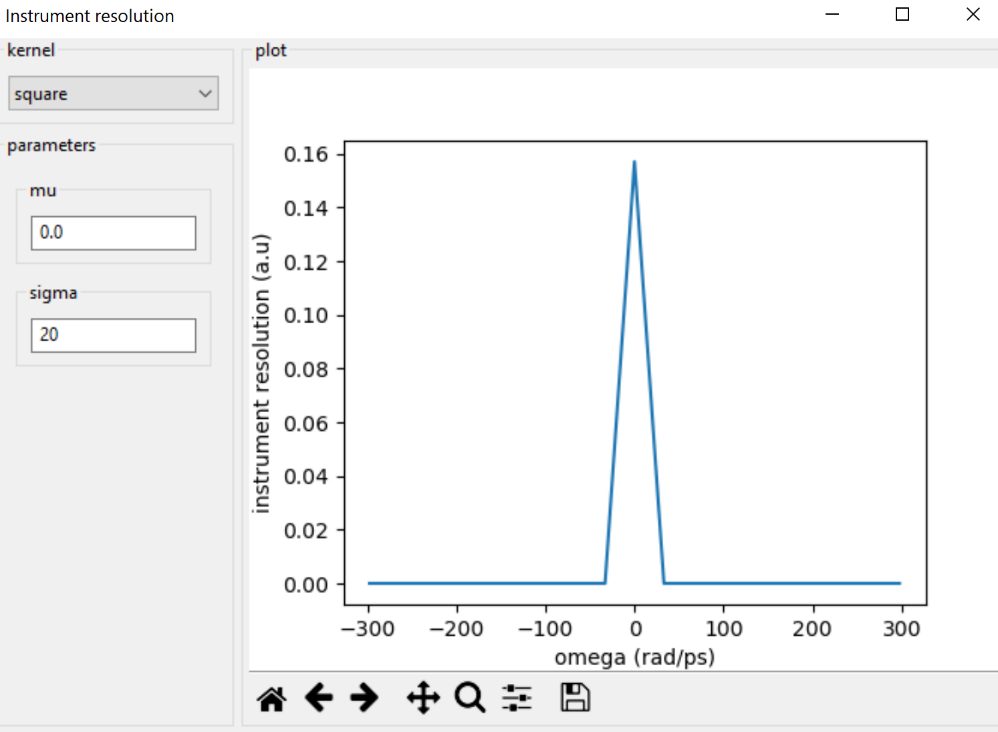 Instrument resolution
kernel
square
parameters
mu
0.0
sigma
20
plot
0.16
0.14
0.12
0.10
0.08
0.06
0.04
0.02
0.00
instrument resolution (a.u)
−300 −200 −100 0 100 200 300
omega (rad/ps)